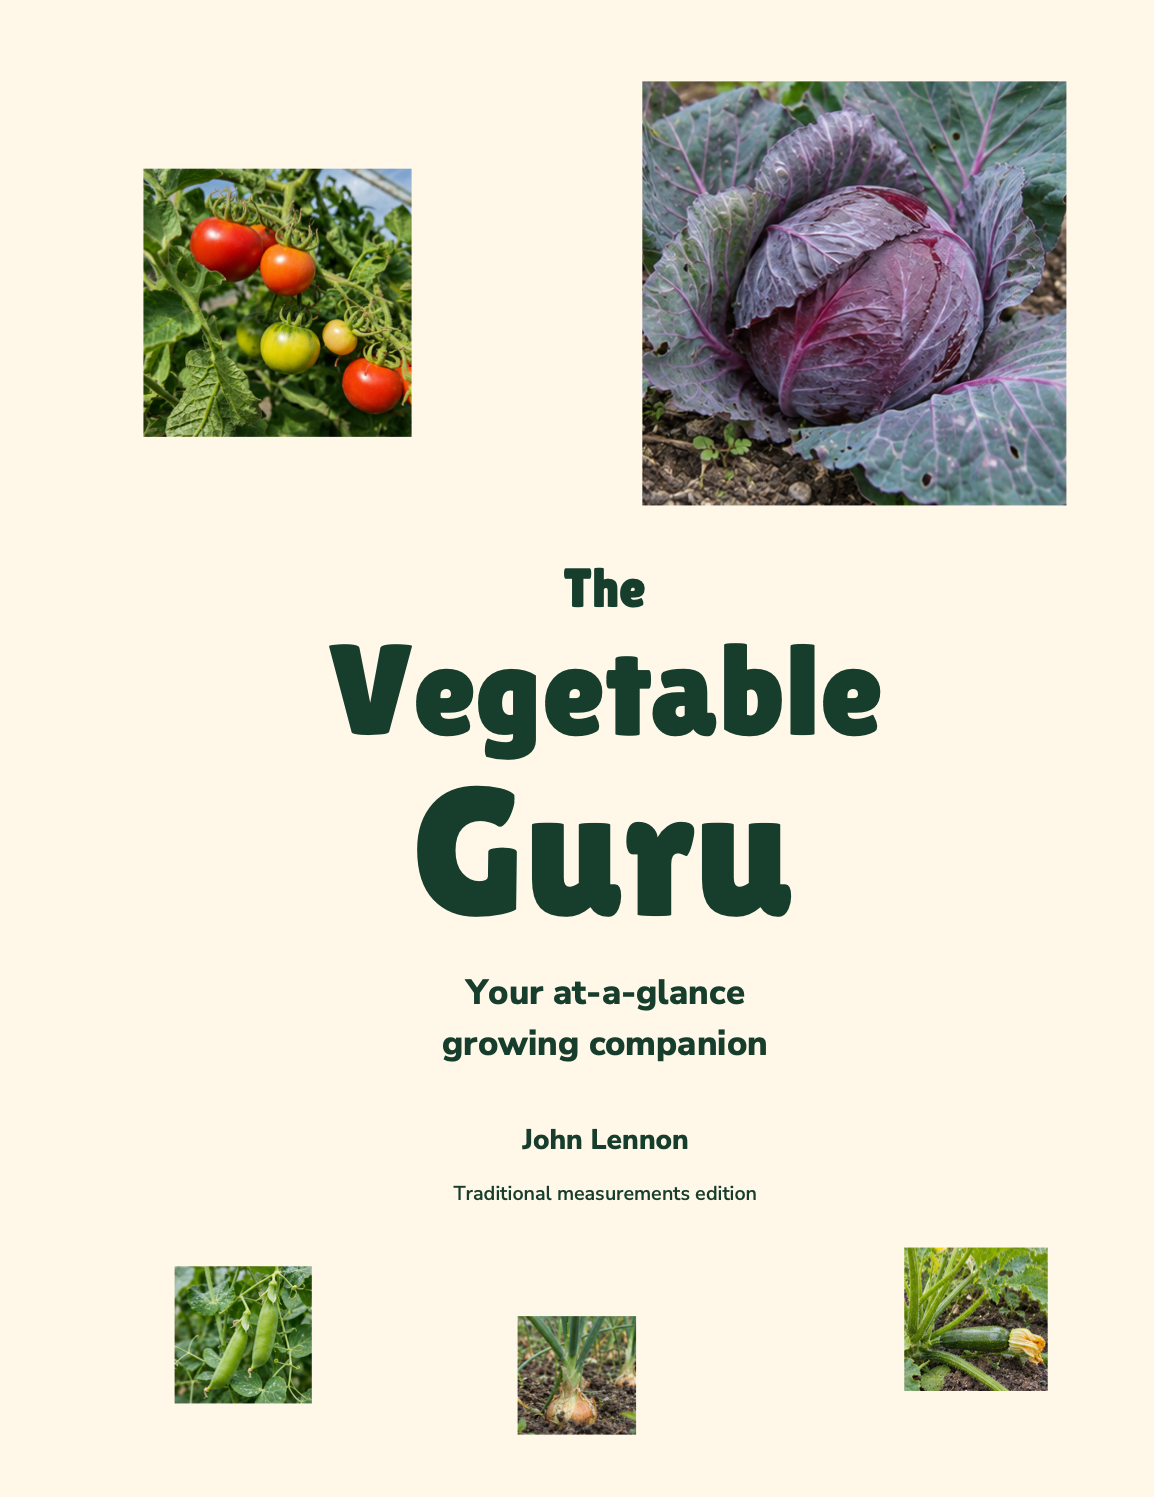 The
Vegetable
Guru
Your at-a-glance
growing companion
John Lennon
Traditional measurements edition